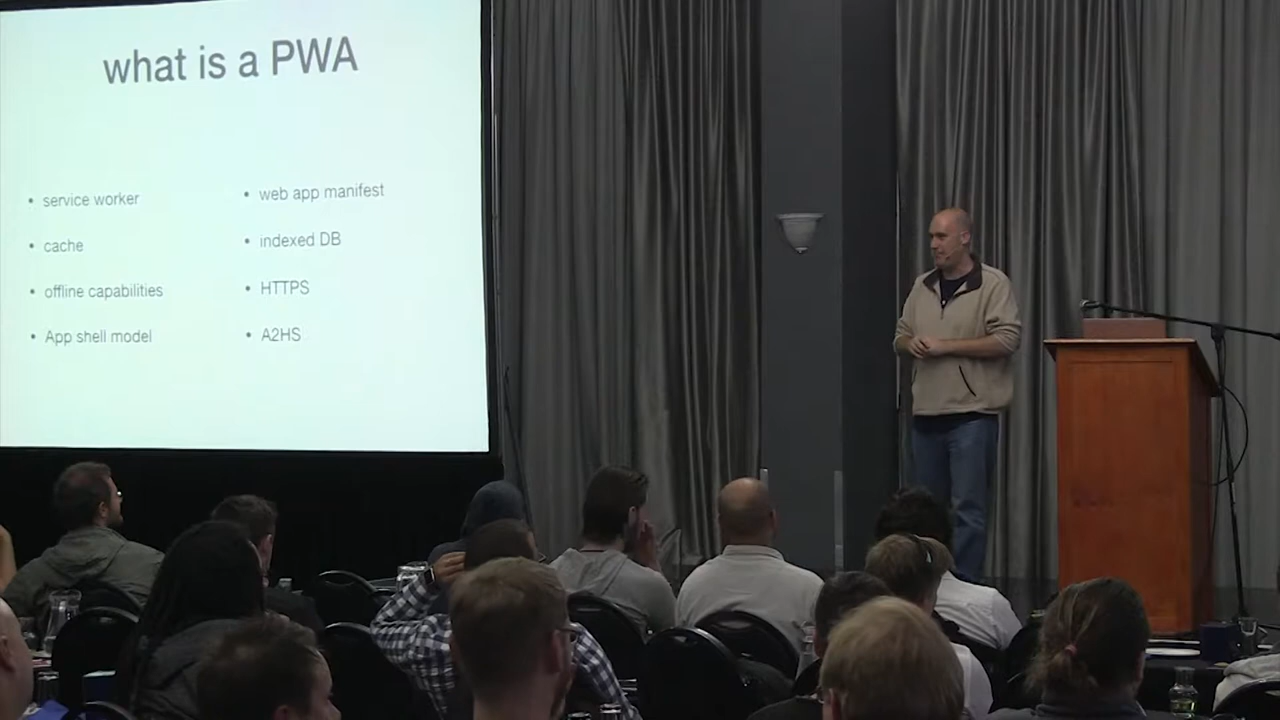 what is a PWA
• service worker
• cache
• offline capabilities
• App shell model
• web app manifest
• indexed DB
• HTTPS
• A2HS